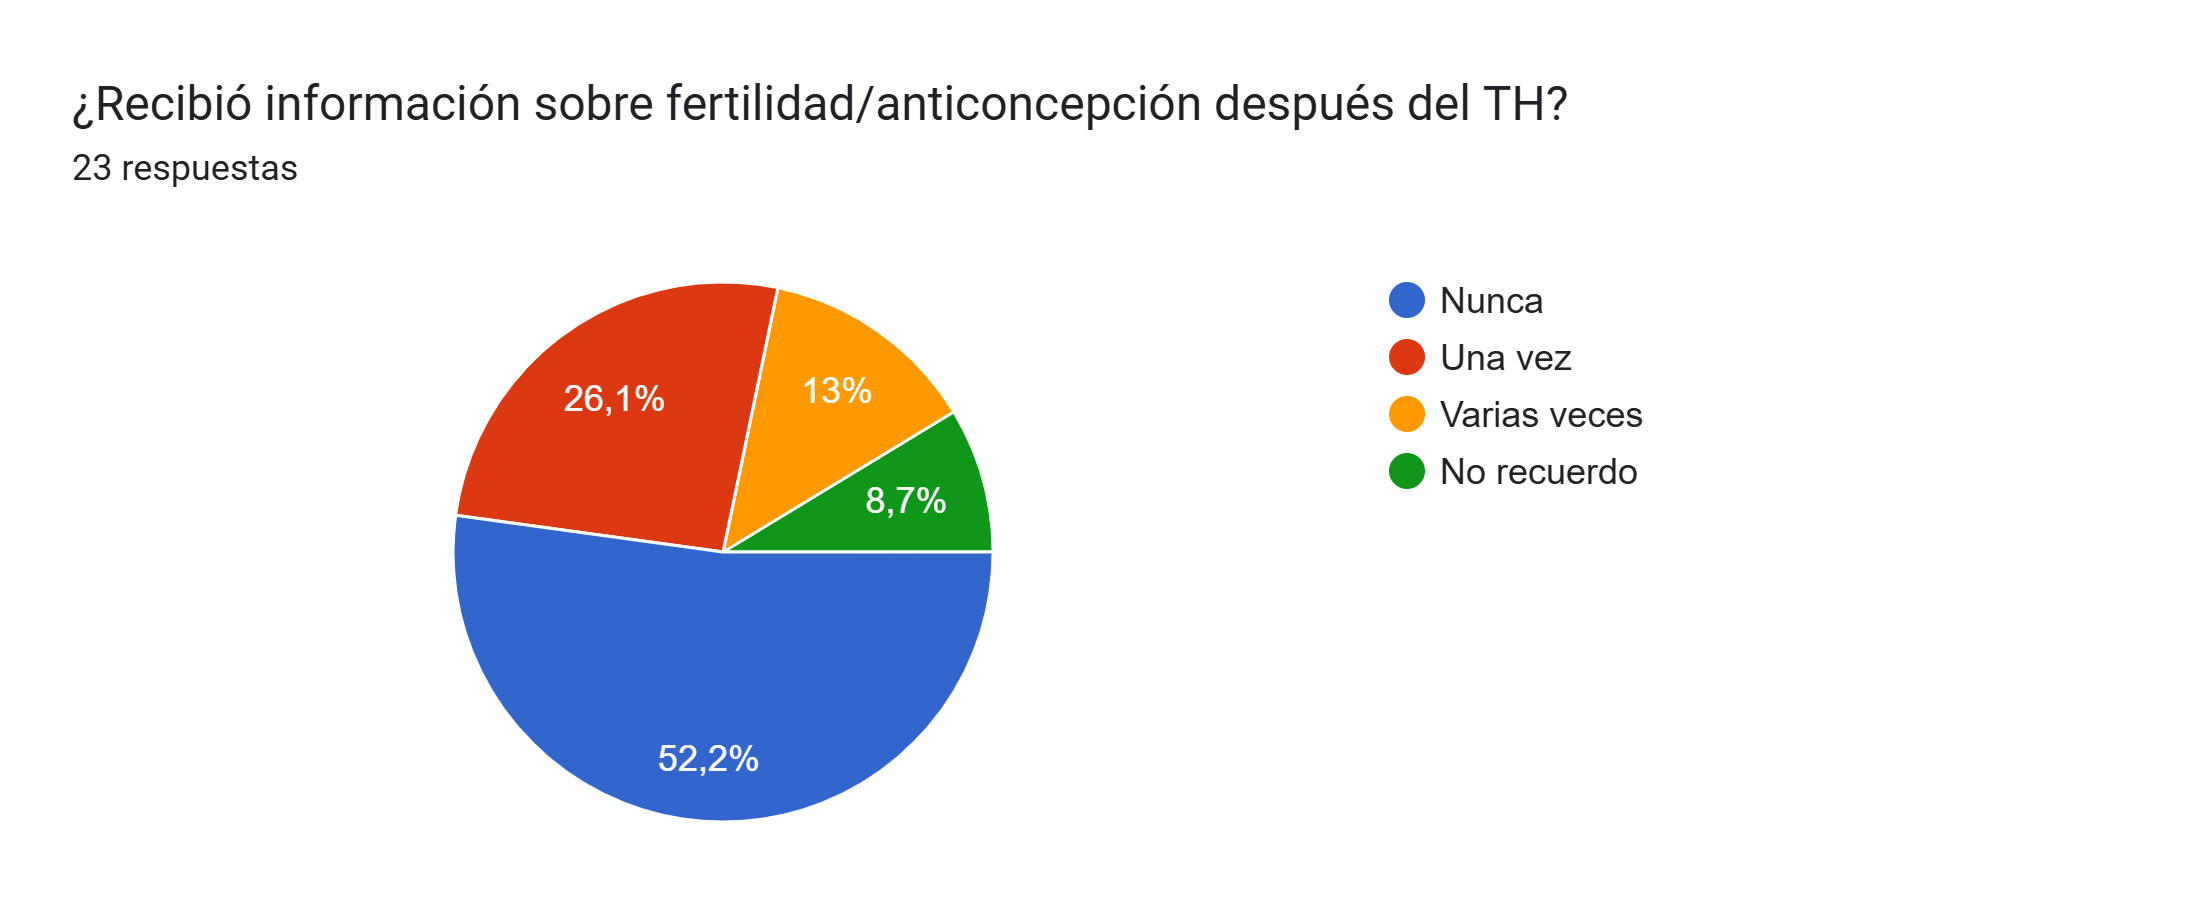 ¿Recibió información sobre fertilidad/anticoncepción después del TH?
23 respuestas
Nunca
Una vez
Varias veces
No recuerdo
26,1%
13%
8,7%
52,2%